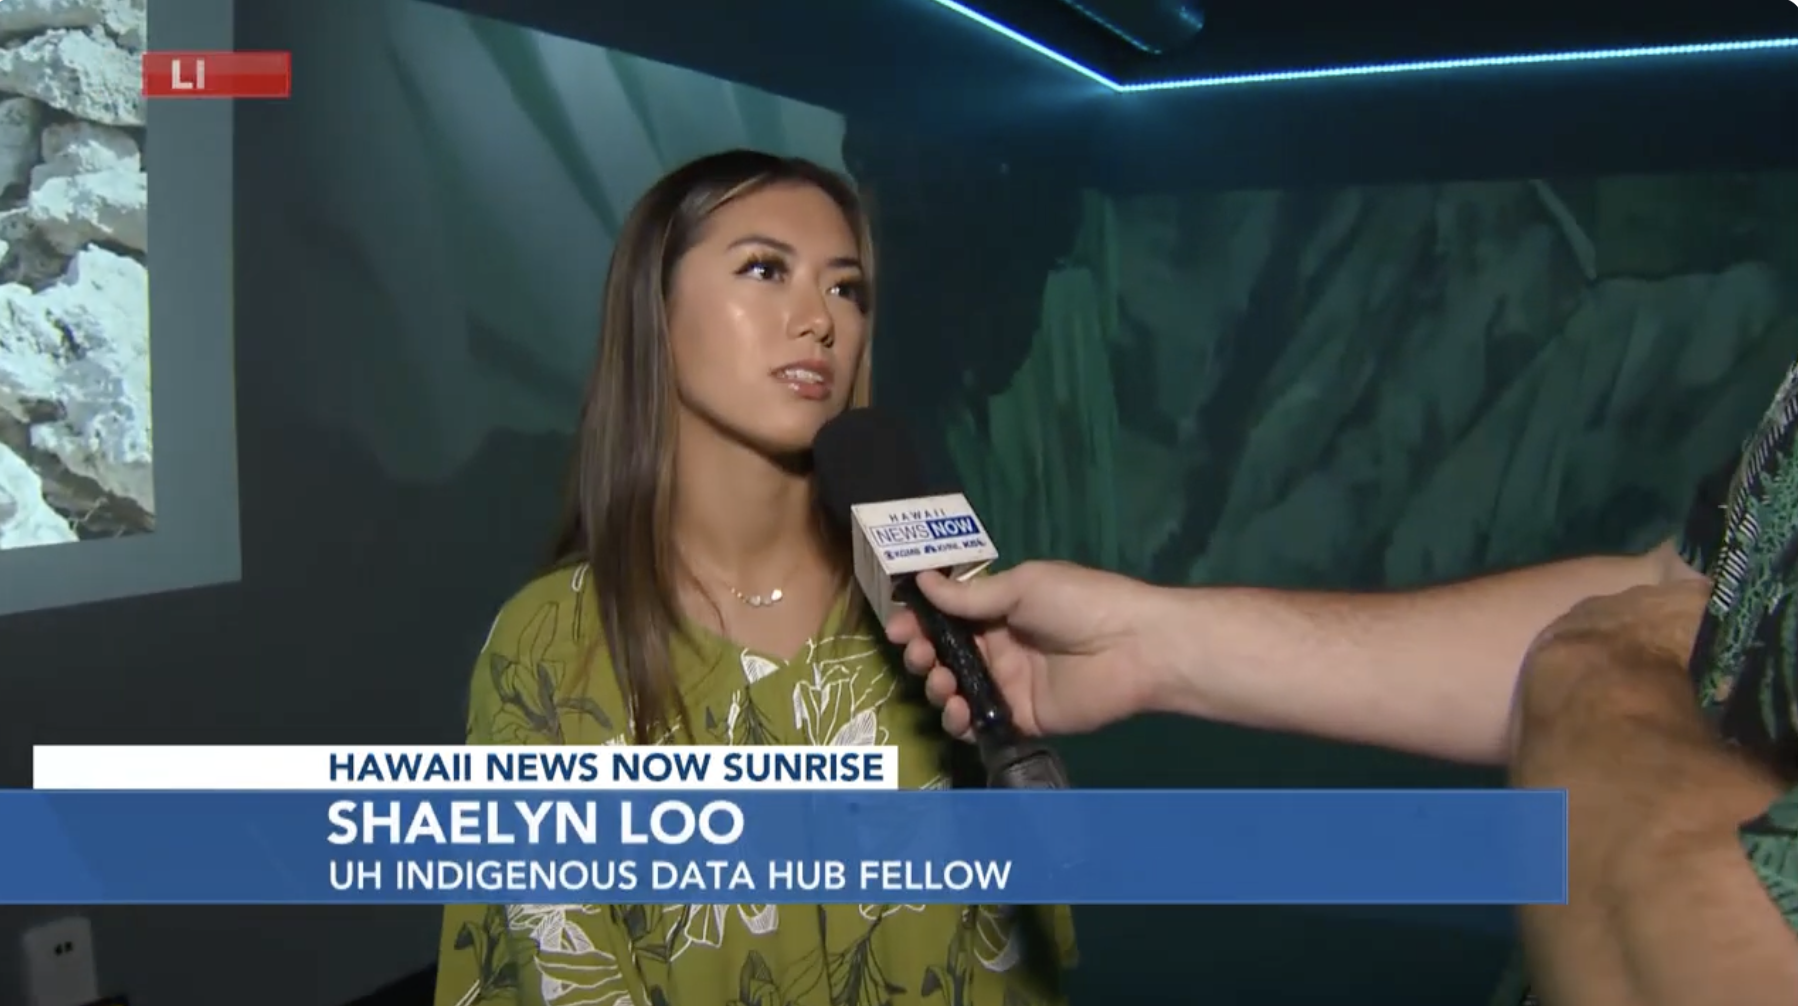 LI
HAWAII
NEWS NOW
HAWAII NEWS NOW SUNRISE
SHAELYN LOO
UH INDIGENOUS DATA HUB FELLOW